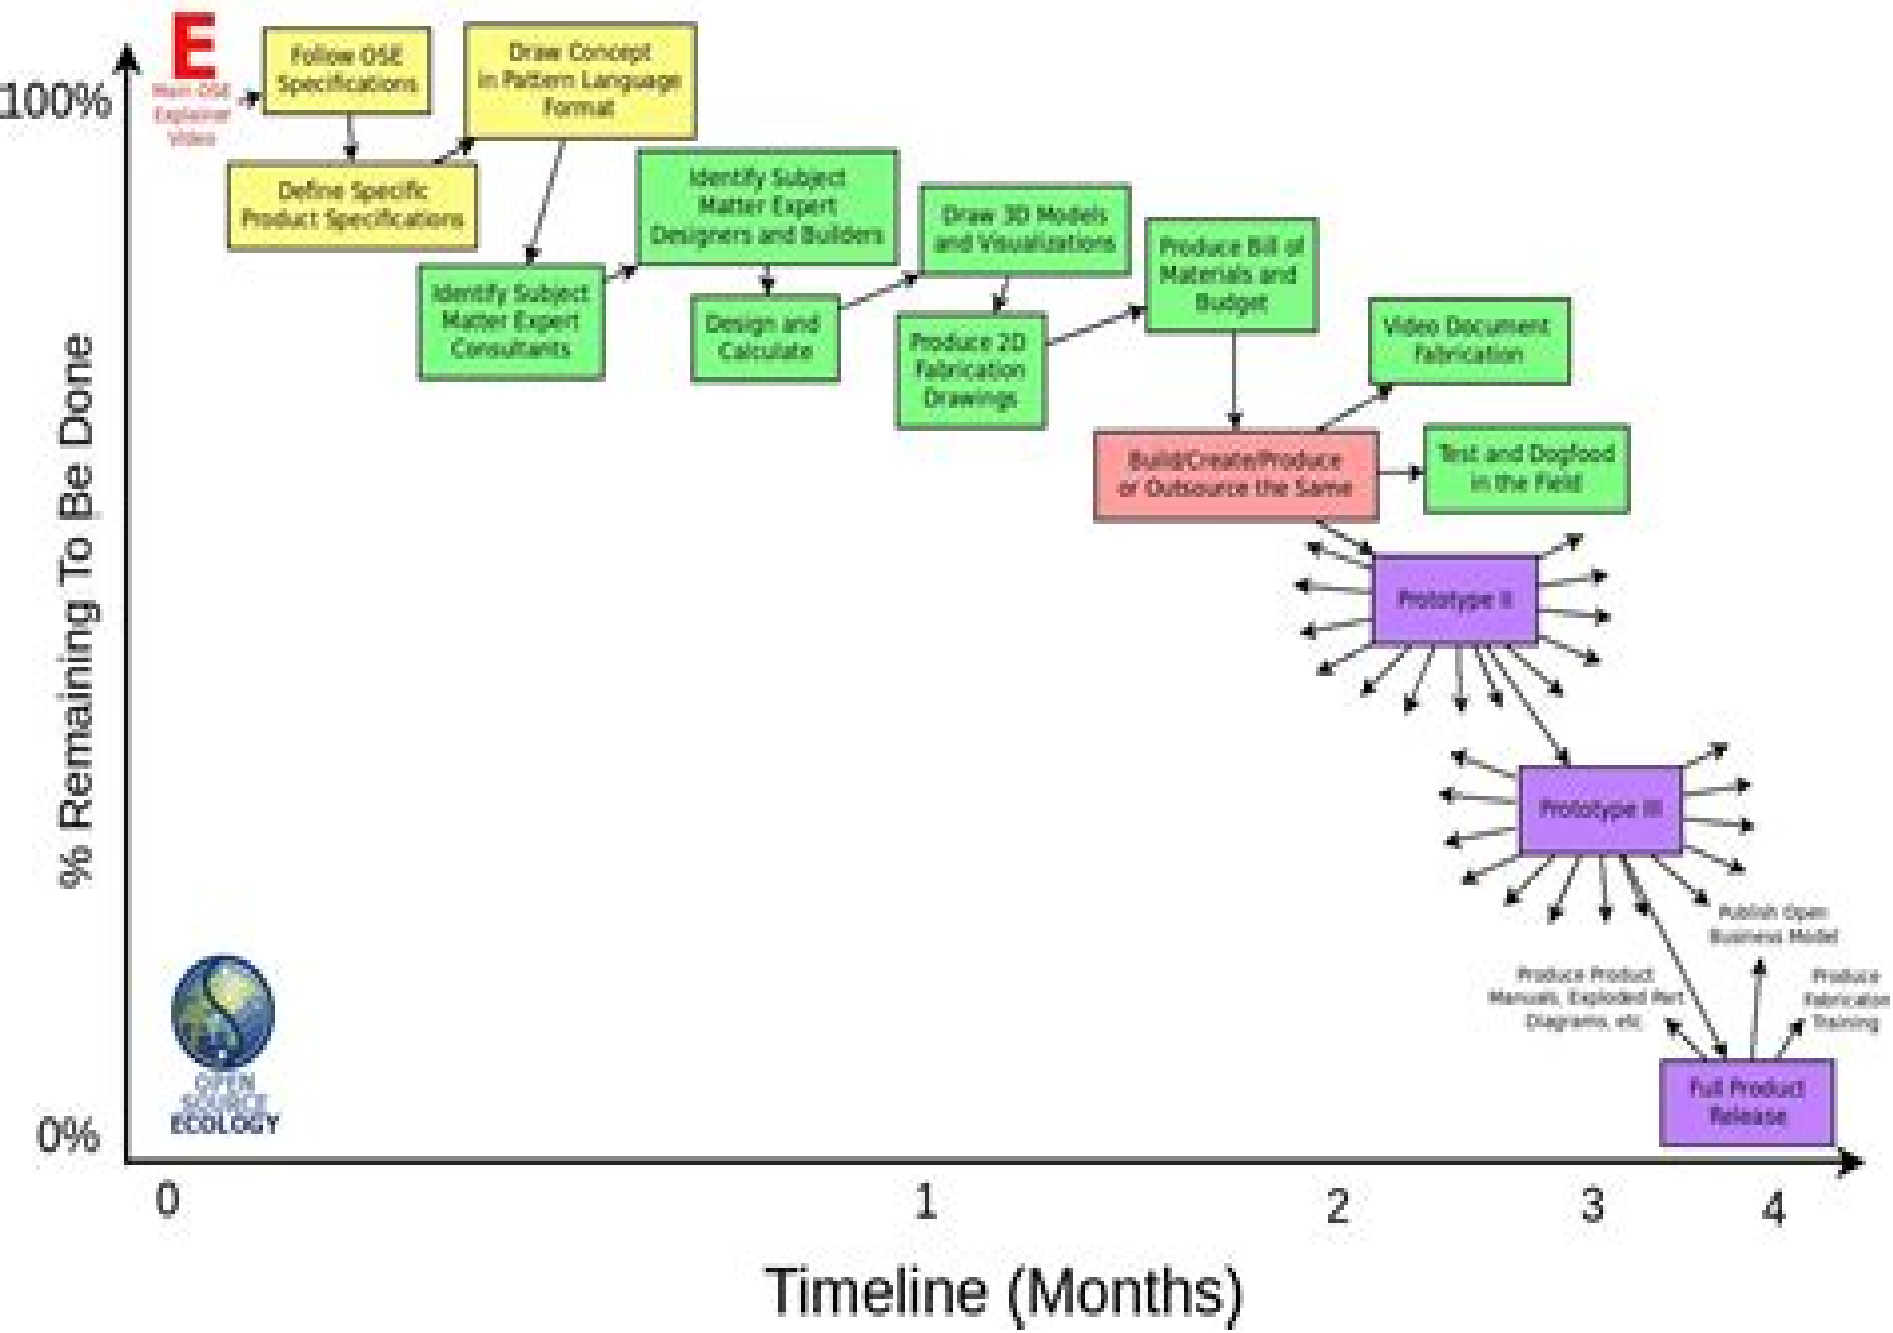 E
Main OSE
Explainer
Video
100%
Follow OSE
Specifications
Draw Concept
in Pattern Language
Format
Define Specific
Product Specifications
Identify Subject
Matter Expert
Consultants
Identify Subject
Matter Expert
Designers and Builders
Design and
Calculate
Draw 3D Models
and Visualizations
Produce 2D
Fabrication
Drawings
Produce Bill of
Materials and
Budget
Video Document
Fabrication
Build/Create/Produce
or Outsource the Same
Test and Dogfood
in the Field
Prototype II
Prototype III
Publish Open
Business Model
Produce Product
Manuals, Exploded Part
Diagrams, etc
Produce
Fabrication
Training
Full Product
Release
% Remaining To Be Done
OPEN
SOURCE
ECOLOGY
0%
0
1
2
3
4
Timeline (Months)